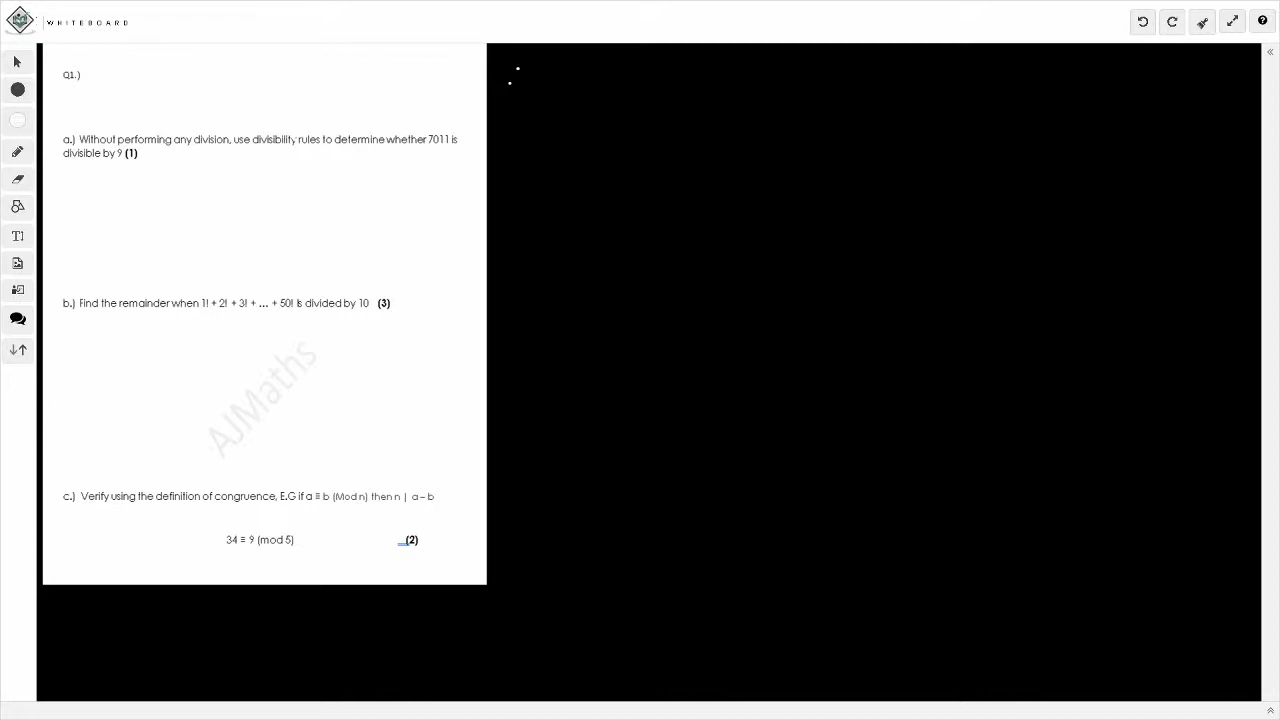 WHITEBOARD
Q1.)
a.) Without performing any division, use divisibility rules to determine whether 7011 is
divisible by 9 (1)
b.) Find the remainder when 1! + 2! + 3! + ... + 50! is divided by 10 (3)
AJMaths
c.) Verify using the definition of congruence, E.G if a ≡ b (Mod n) then n | a – b
34 ≡ 9 (mod 5) (2)